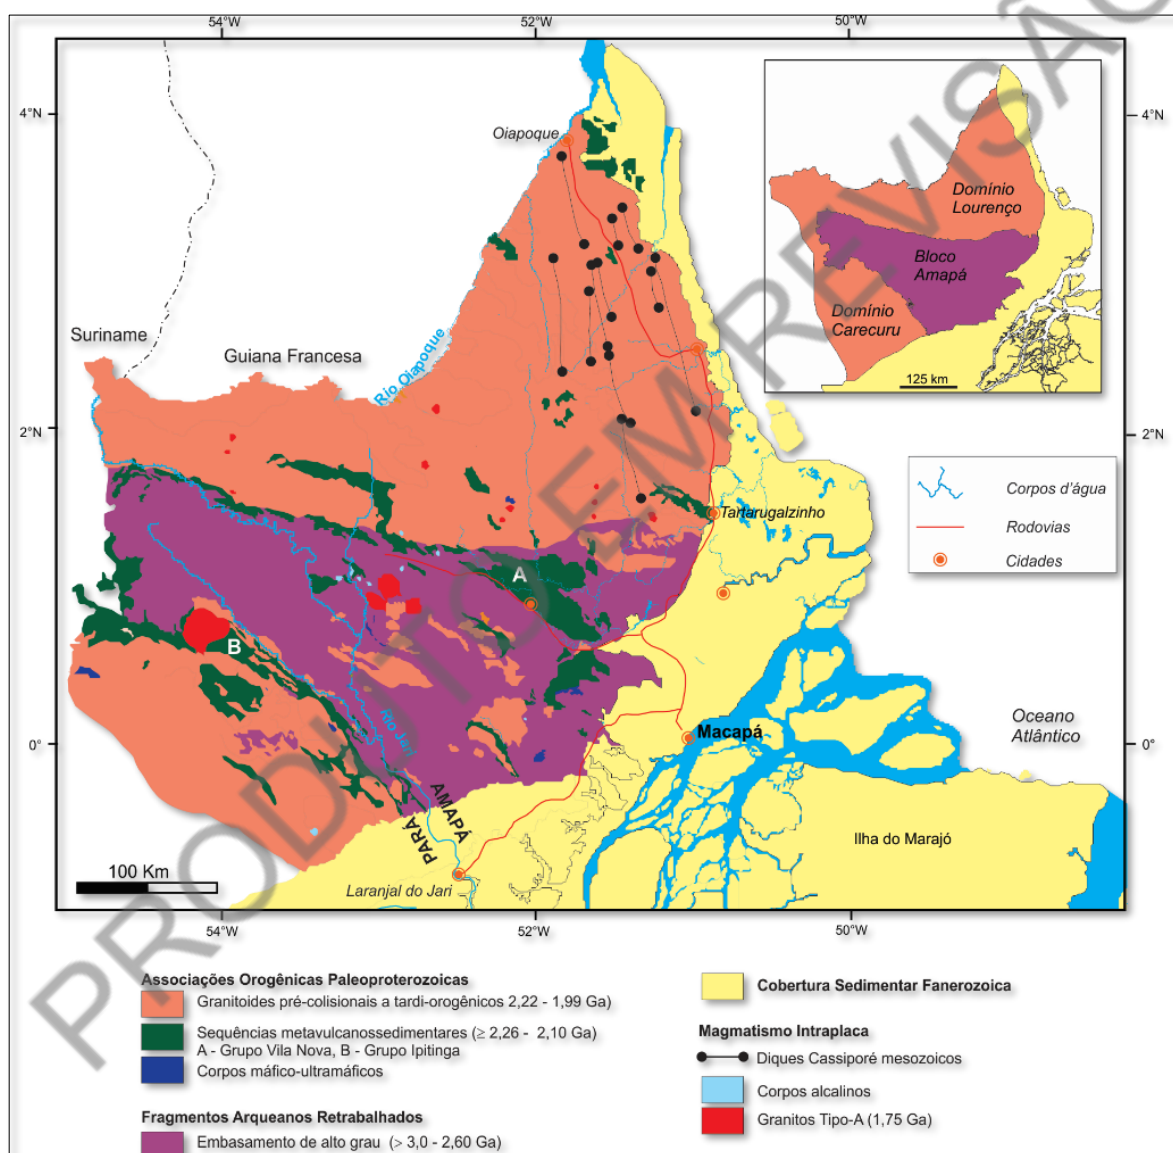 54°W
52°W
50°W
4°N
4°N
Oiapoque
Domínio
Lourenço
Bloco
Amapá
Domínio
Carecuru
125 km
Suriname
Guiana Francesa
Rio Oiapoque
2°N
2°N
Corpos d'água
Rodovias
Cidades
Tartarugalzinho
A
B
Rio Jari
Macapá
Oceano
Atlântico
0°
0°
AMAPÁ
PARÁ
Ilha do Marajó
100 Km
Laranjal do Jari
54°W
52°W
50°W
PRODUTO EM REVISÃO
Associações Orogênicas Paleoproterozoicas
Granitoides pré-colisionais a tardi-orogênicos 2,22 - 1,99 Ga)
Sequências metavulcanossedimentares (≥ 2,26 - 2,10 Ga)
A - Grupo Vila Nova, B - Grupo Ipitinga
Corpos máfico-ultramáficos
Fragmentos Arqueanos Retrabalhados
Embasamento de alto grau (> 3,0 - 2,60 Ga)
Cobertura Sedimentar Fanerozoica
Magmatismo Intraplaca
Diques Cassiporé mesozoicos
Corpos alcalinos
Granitos Tipo-A (1,75 Ga)